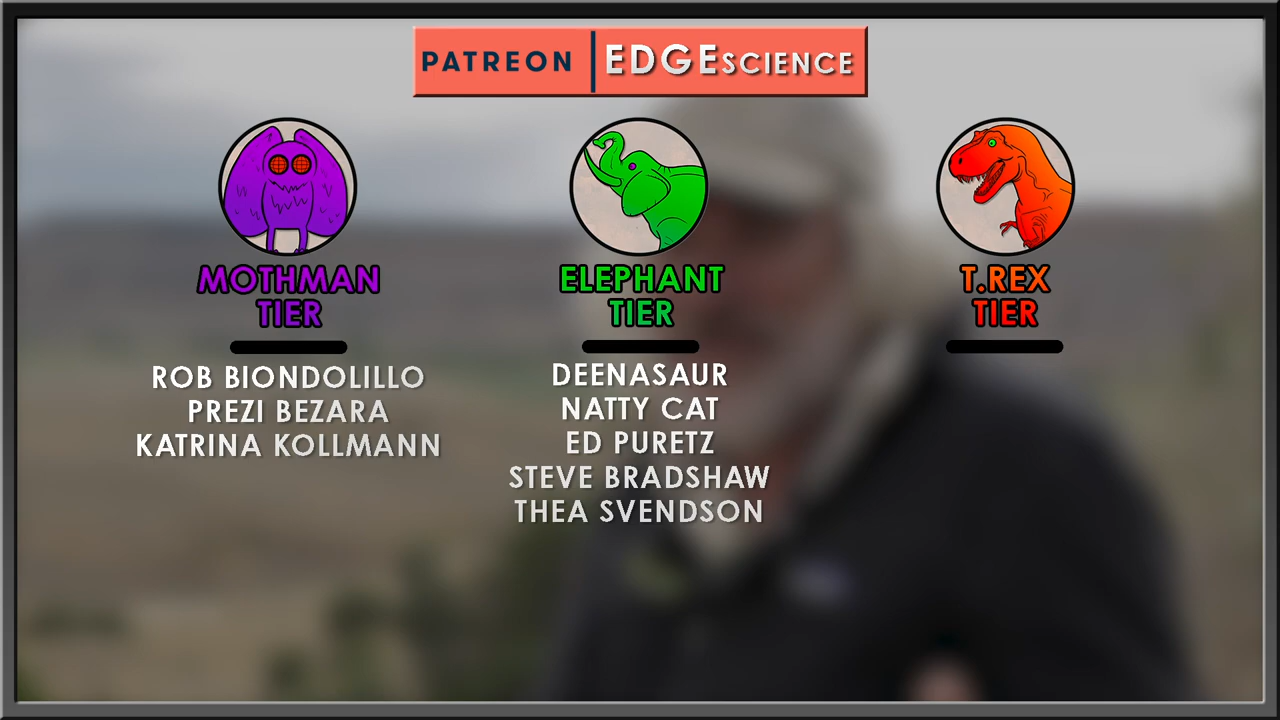 PATREON | EDGESCIENCE
MOTHMAN
TIER
ROB BIONDOLILLO
PREZI BEZARA
KATRINA KOLLMANN
ELEPHANT
TIER
DEENASAUR
NATTY CAT
ED PURETZ
STEVE BRADSHAW
THEA SVENDSON
T.REX
TIER